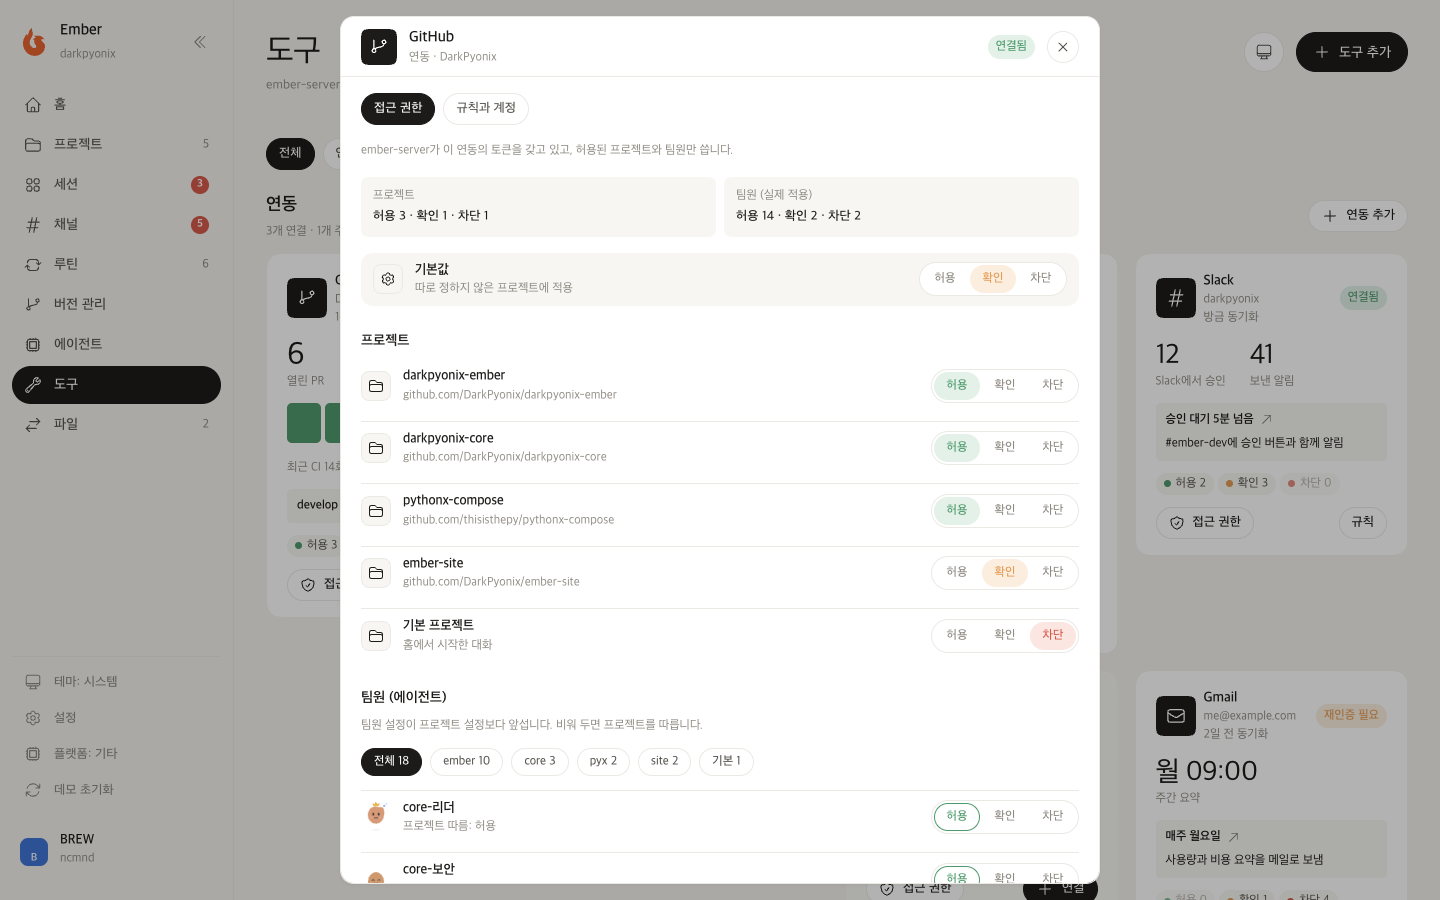 Ember
darkpyonix
홈
프로젝트 5
세션 3
채널 5
루틴 6
버전 관리
에이전트
도구
파일 2
테마: 시스템
설정
플랫폼: 기타
데모 초기화
B
BREW
ncmnd
도구
ember-server
도구 추가
전체
연동
3개 연결 · 1개
연동 추가
6
열린 PR
최근 CI 14회
develop
허용 3
GitHub
연동 · DarkPyonix
연결됨
접근 권한
규칙과 계정
ember-server가 이 연동의 토큰을 갖고 있고, 허용된 프로젝트와 팀원만 씁니다.
프로젝트
허용 3 · 확인 1 · 차단 1
팀원 (실제 적용)
허용 14 · 확인 2 · 차단 2
기본값
따로 정하지 않은 프로젝트에 적용
허용 확인 차단
프로젝트
darkpyonix-ember
github.com/DarkPyonix/darkpyonix-ember
허용 확인 차단
darkpyonix-core
github.com/DarkPyonix/darkpyonix-core
허용 확인 차단
pythonx-compose
github.com/thisisthepy/pythonx-compose
허용 확인 차단
ember-site
github.com/DarkPyonix/ember-site
허용 확인 차단
기본 프로젝트
홈에서 시작한 대화
허용 확인 차단
팀원 (에이전트)
팀원 설정이 프로젝트 설정보다 앞섭니다. 비워 두면 프로젝트를 따릅니다.
전체 18
ember 10
core 3
pyx 2
site 2
기본 1
core-리더
프로젝트 따름: 허용
허용 확인 차단
core-보안
허용 확인 차단
Slack
darkpyonix
방금 동기화
연결됨
12 41
Slack에서 승인 보낸 알림
승인 대기 5분 넘음
#ember-dev에 승인 버튼과 함께 알림
허용 2 확인 3 차단 0
접근 권한 규칙
Gmail
me@example.com
2일 전 동기화
재인증 필요
월 09:00
주간 요약
매주 월요일
사용량과 비용 요약을 메일로 보냄
허용 0 확인 1 차단 4
접근 권한
연결